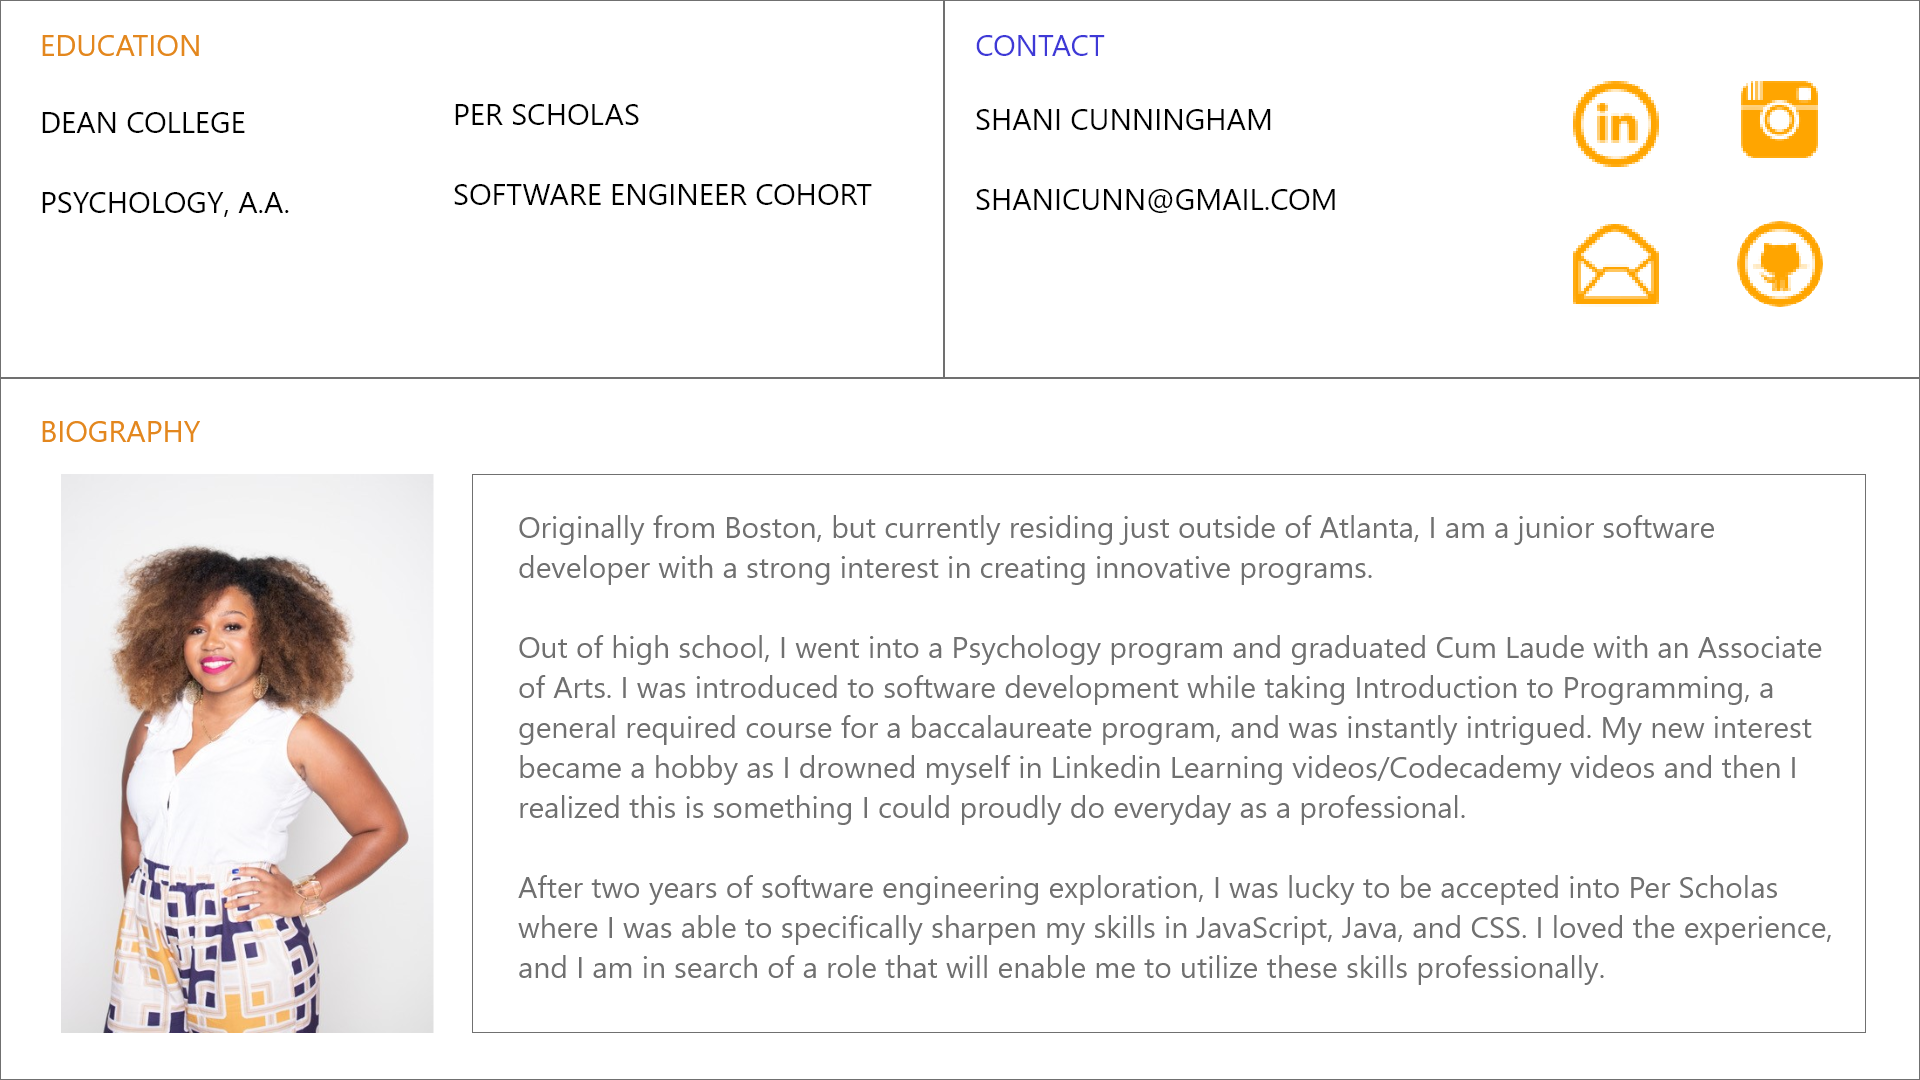 EDUCATION
DEAN COLLEGE
PSYCHOLOGY, A.A.
PER SCHOLAS
SOFTWARE ENGINEER COHORT
CONTACT
SHANI CUNNINGHAM
SHANICUNN@GMAIL.COM
in
BIOGRAPHY
Originally from Boston, but currently residing just outside of Atlanta, I am a junior software
developer with a strong interest in creating innovative programs.
Out of high school, I went into a Psychology program and graduated Cum Laude with an Associate
of Arts. I was introduced to software development while taking Introduction to Programming, a
general required course for a baccalaureate program, and was instantly intrigued. My new interest
became a hobby as I drowned myself in Linkedin Learning videos/Codecademy videos and then I
realized this is something I could proudly do everyday as a professional.
After two years of software engineering exploration, I was lucky to be accepted into Per Scholas
where I was able to specifically sharpen my skills in JavaScript, Java, and CSS. I loved the experience,
and I am in search of a role that will enable me to utilize these skills professionally.